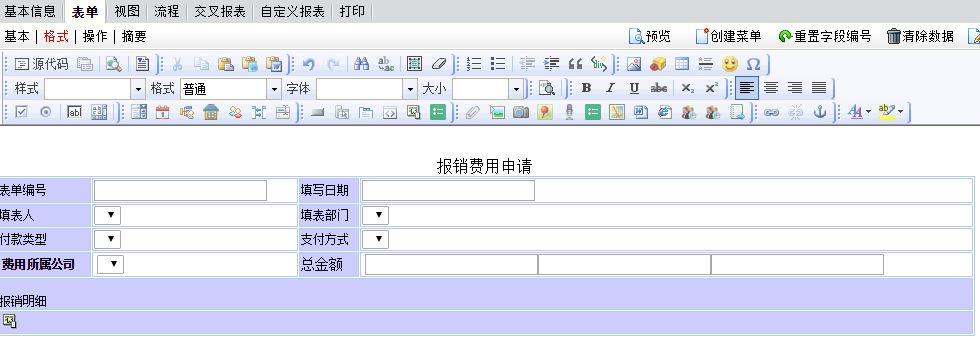 基本信息 表单 视图 流程 交叉报表 自定义报表 打印
基本 | 格式 | 操作 | 摘要 预览 创建菜单 重置字段编号 清除数据
源代码
样式 格式 普通 字体 大小 B I U abc X₂ X²
报销费用申请
表单编号 填写日期
填表人 填表部门
付款类型 支付方式
费用所属公司 总金额
报销明细